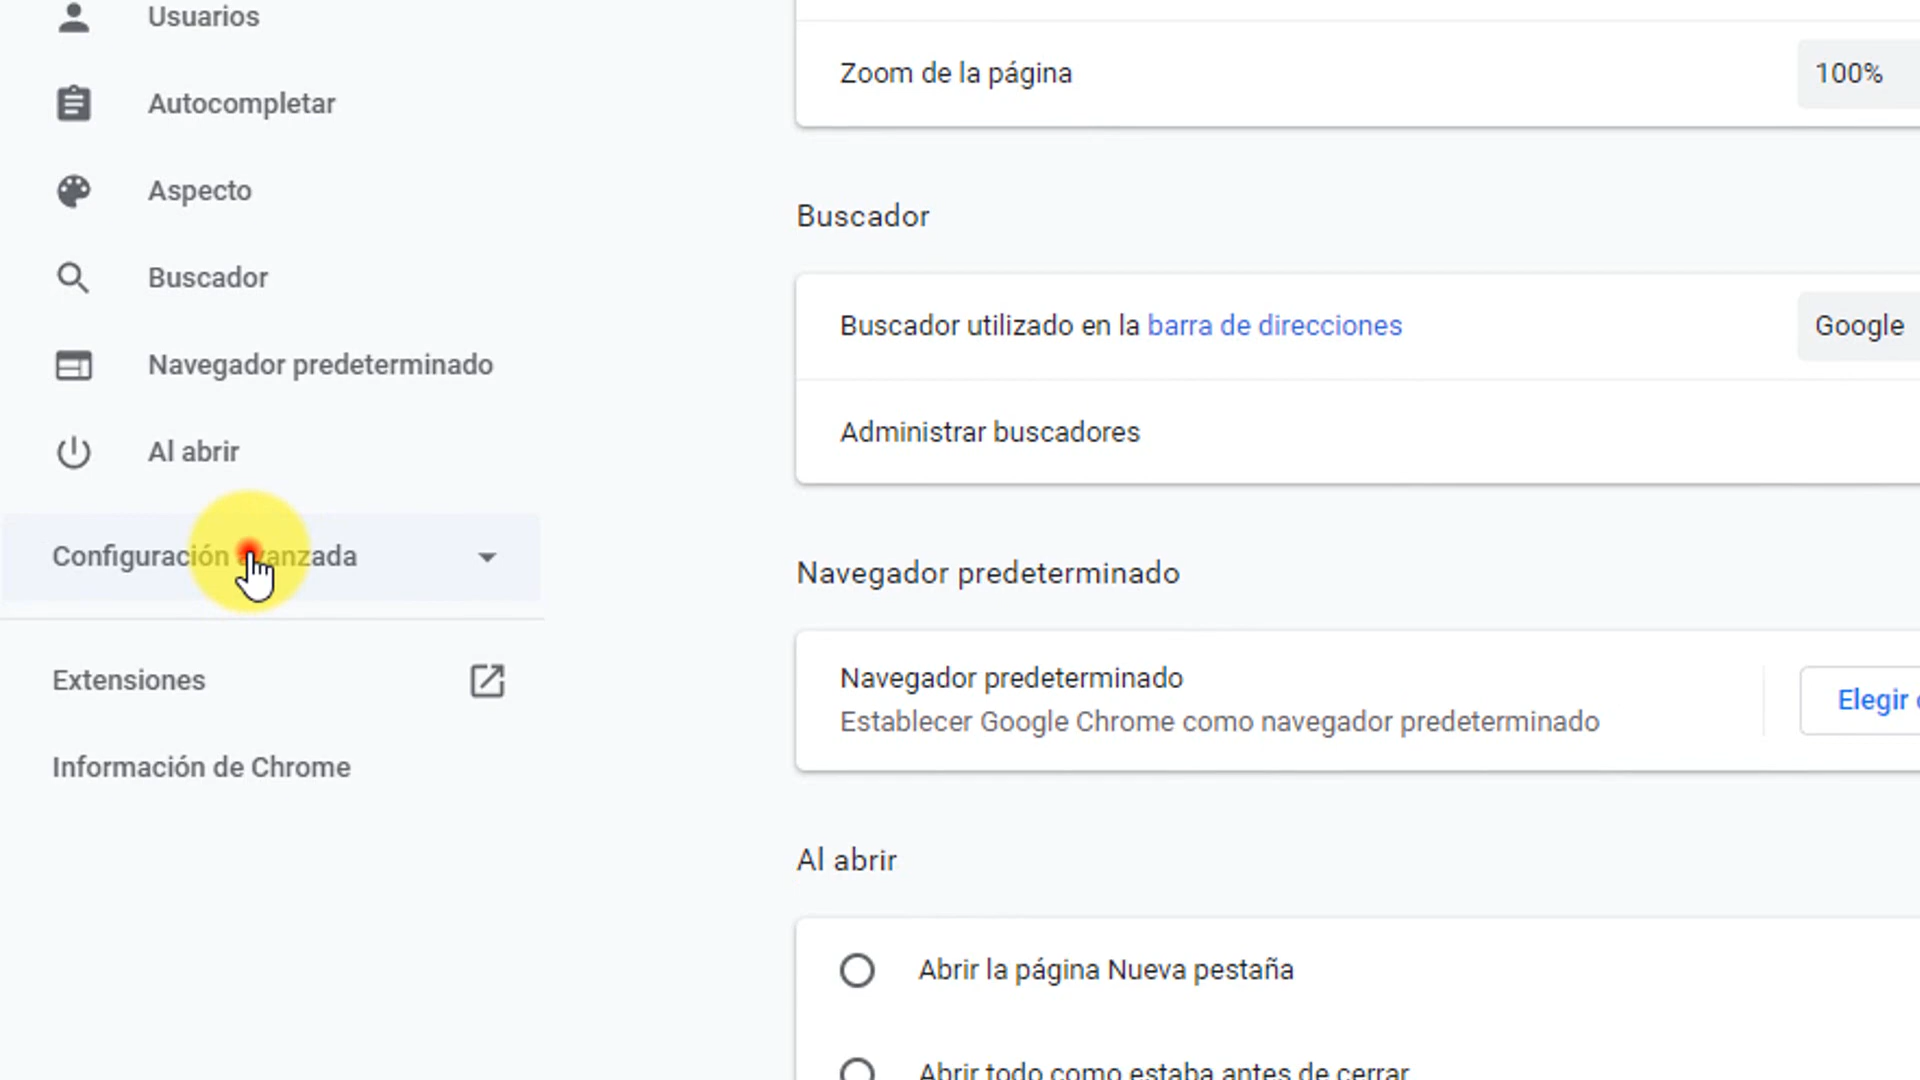 Usuarios
Autocompletar
Aspecto
Buscador
Navegador predeterminado
Al abrir
Configuración avanzada
Extensiones
Información de Chrome
Zoom de la página
100%
Buscador
Buscador utilizado en la barra de direcciones
Google
Administrar buscadores
Navegador predeterminado
Navegador predeterminado
Establecer Google Chrome como navegador predeterminado
Elegir
Al abrir
Abrir la página Nueva pestaña
Abrir todo como estaba antes de cerrar